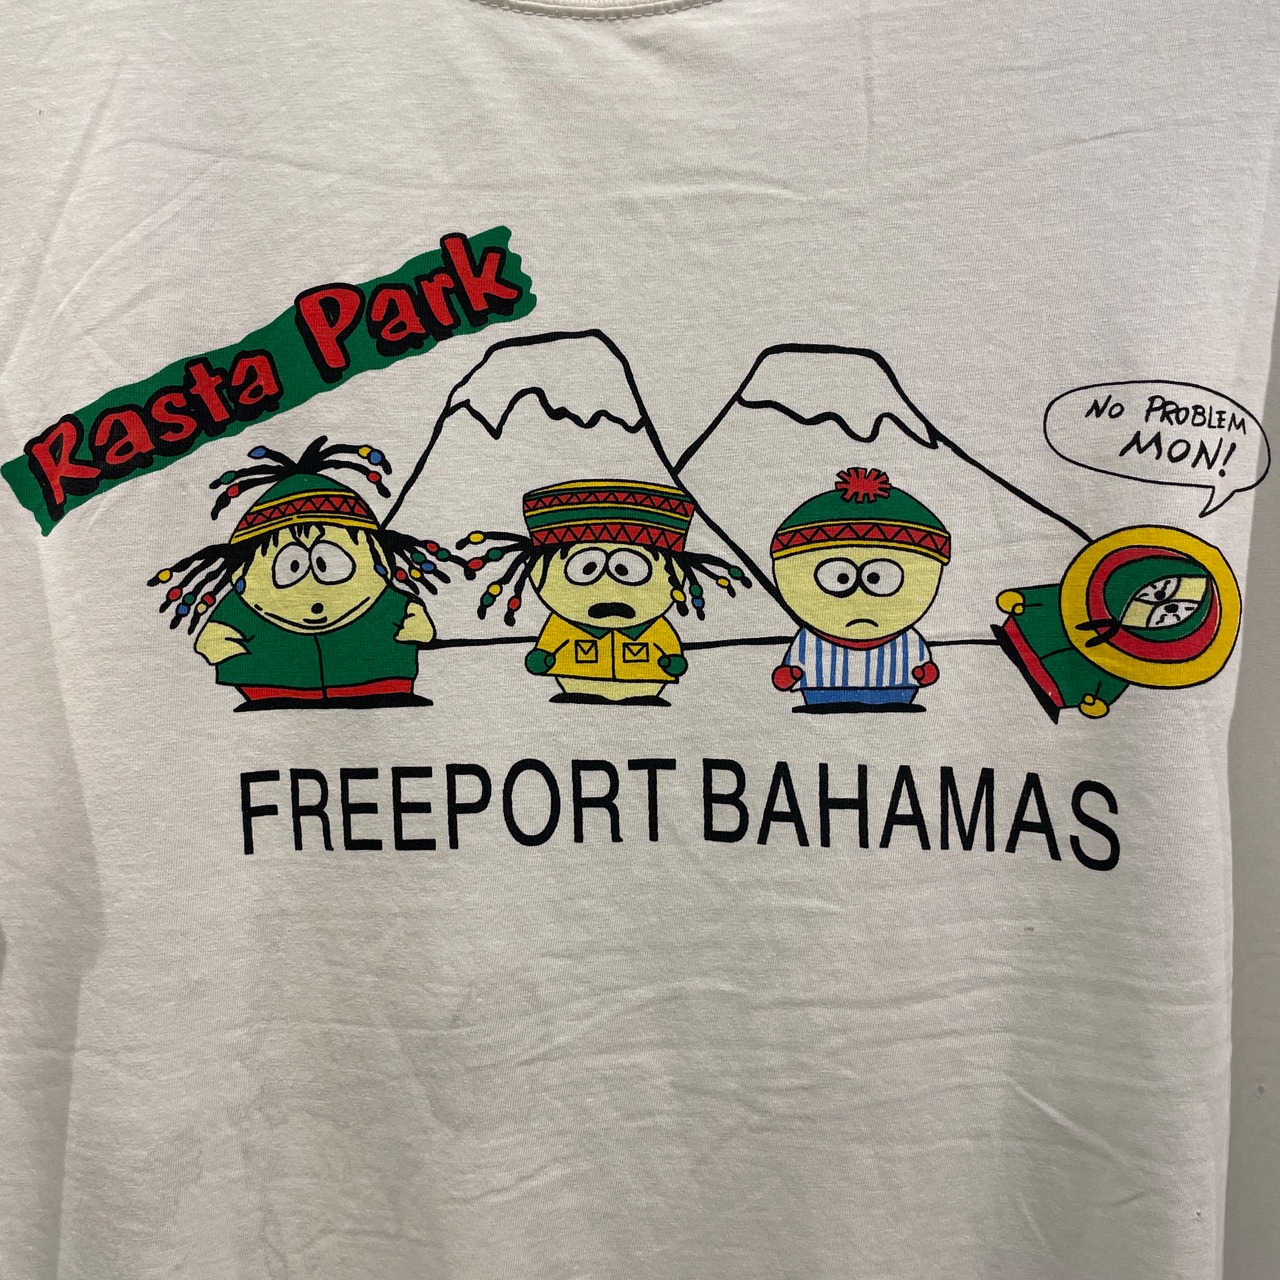 Rasta Park
NO PROBLEM
MON!
FREEPORT BAHAMAS